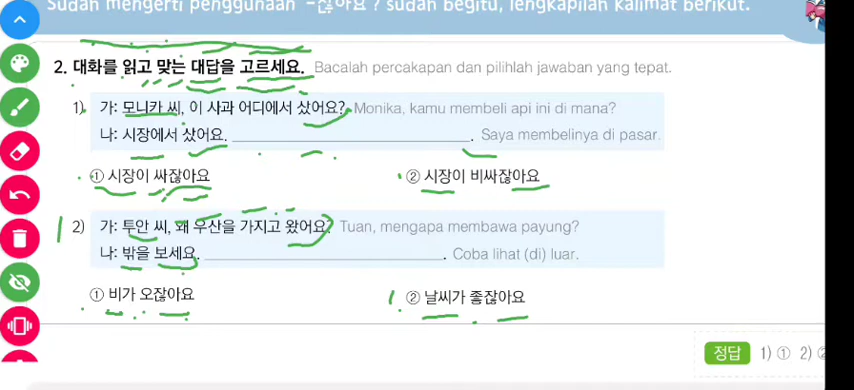 Sudah mengerti penggunaan '-잖아요'? Sudah begitu, lengkapilah kalimat berikut.
2. 대화를 읽고 맞는 대답을 고르세요. Bacalah percakapan dan pilihlah jawaban yang tepat.
1) 가: 모니카 씨, 이 사과 어디에서 샀어요? Monika, kamu membeli api ini di mana?
나: 시장에서 샀어요. ______. Saya membelinya di pasar.
① 시장이 싸잖아요 ② 시장이 비싸잖아요
2) 가: 투안 씨, 왜 우산을 가지고 왔어요? Tuan, mengapa membawa payung?
나: 밖을 보세요. ______. Coba lihat (di) luar.
① 비가 오잖아요 ② 날씨가 좋잖아요
정답 1) ① 2)